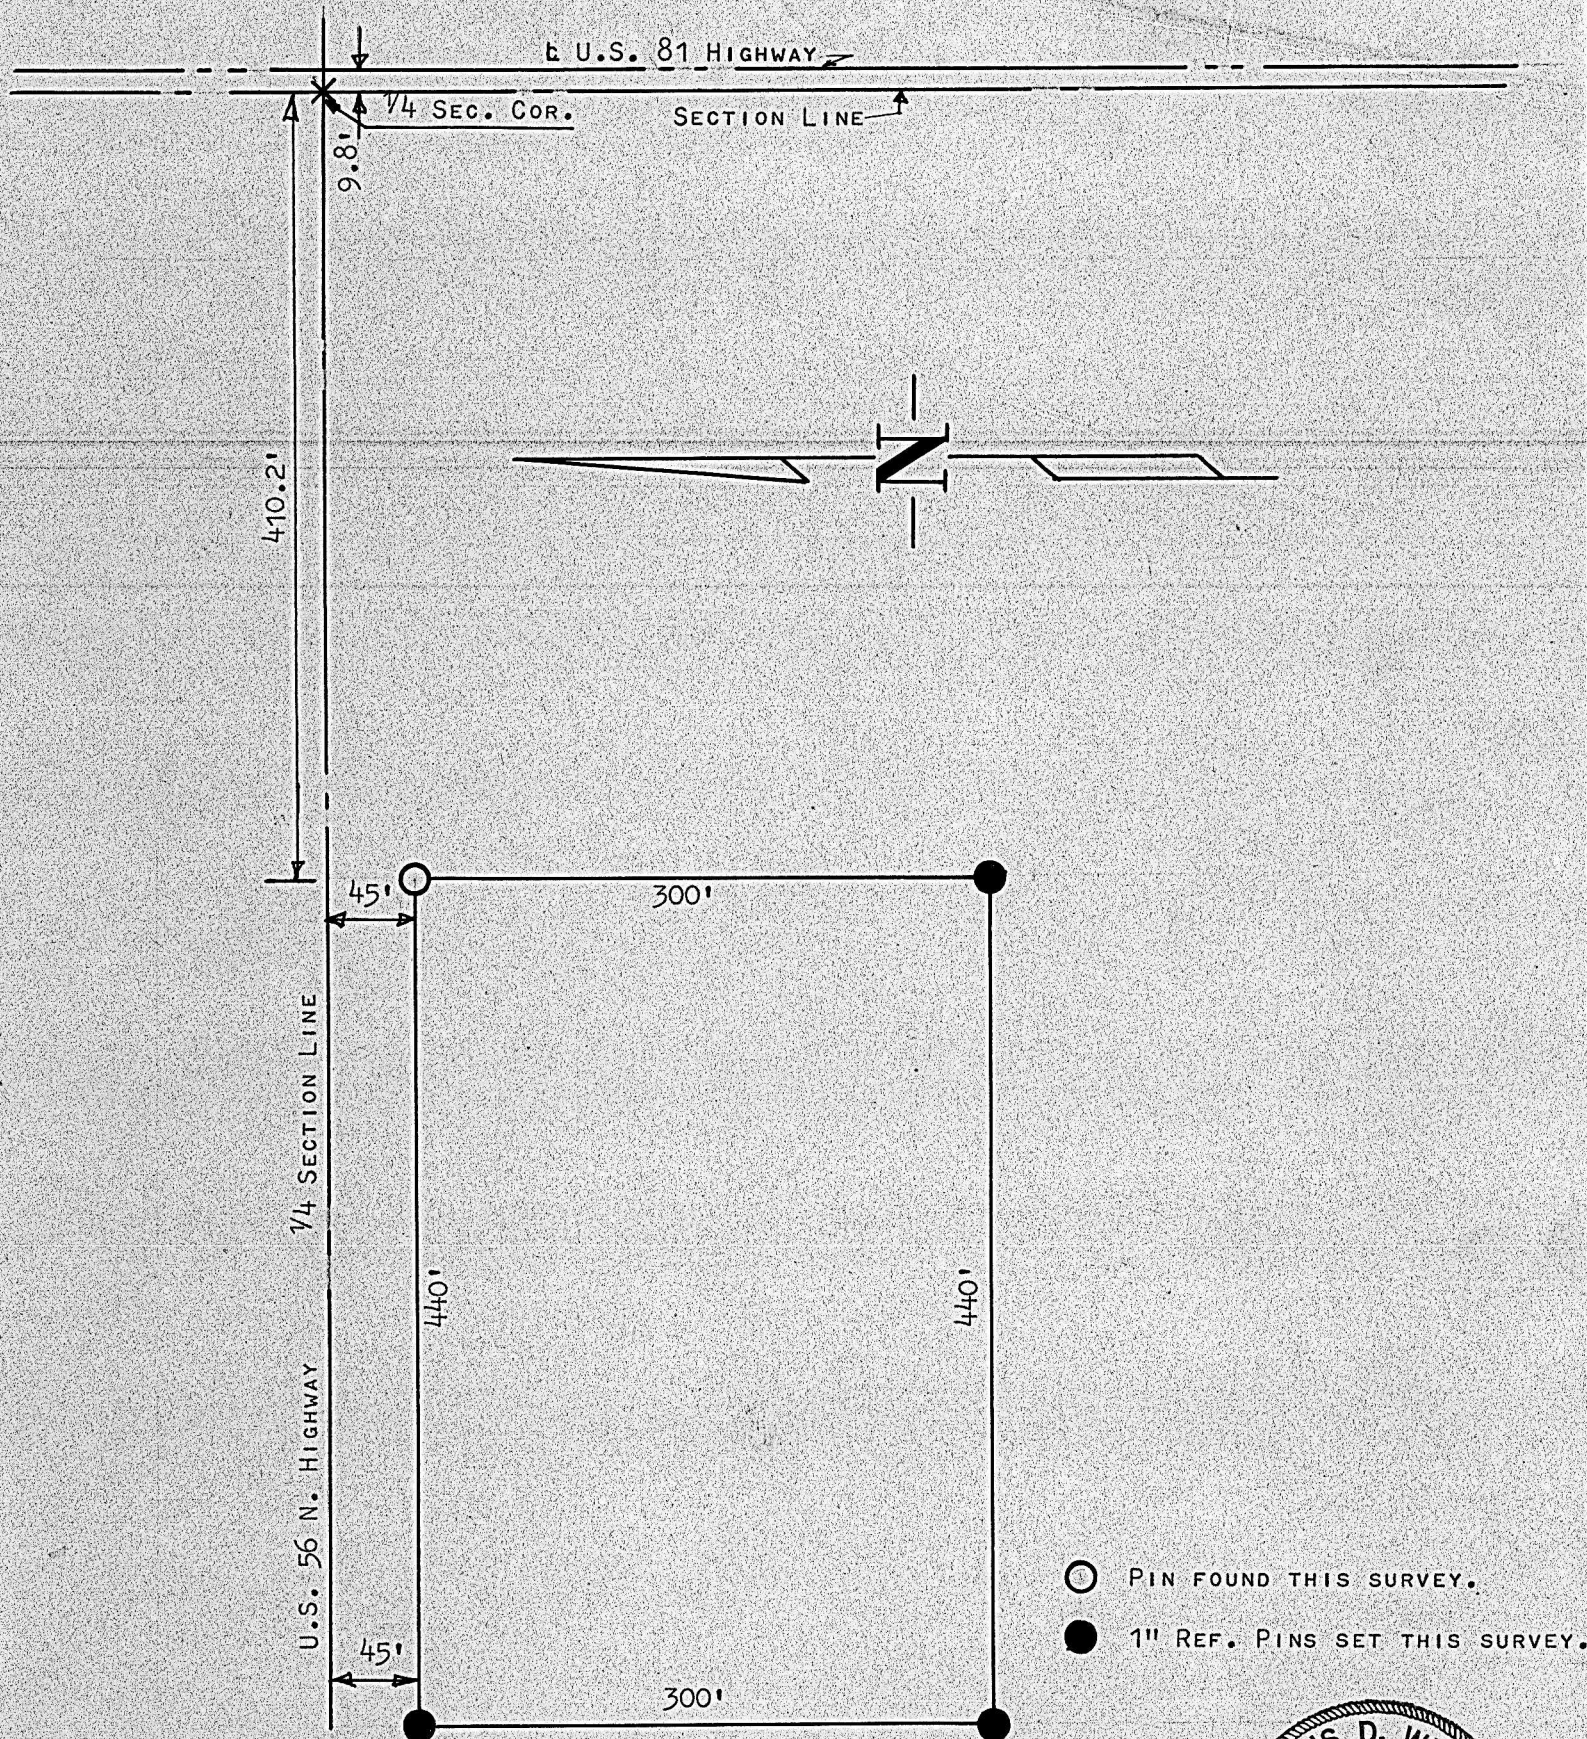 ℄ U.S. 81 HIGHWAY
1/4 SEC. COR.
SECTION LINE
9.8'
410.2'
N
45'
300'
1/4 SECTION LINE
440'
440'
U.S. 56 N. HIGHWAY
PIN FOUND THIS SURVEY.
1" REF. PINS SET THIS SURVEY.
45'
300'
S D. W